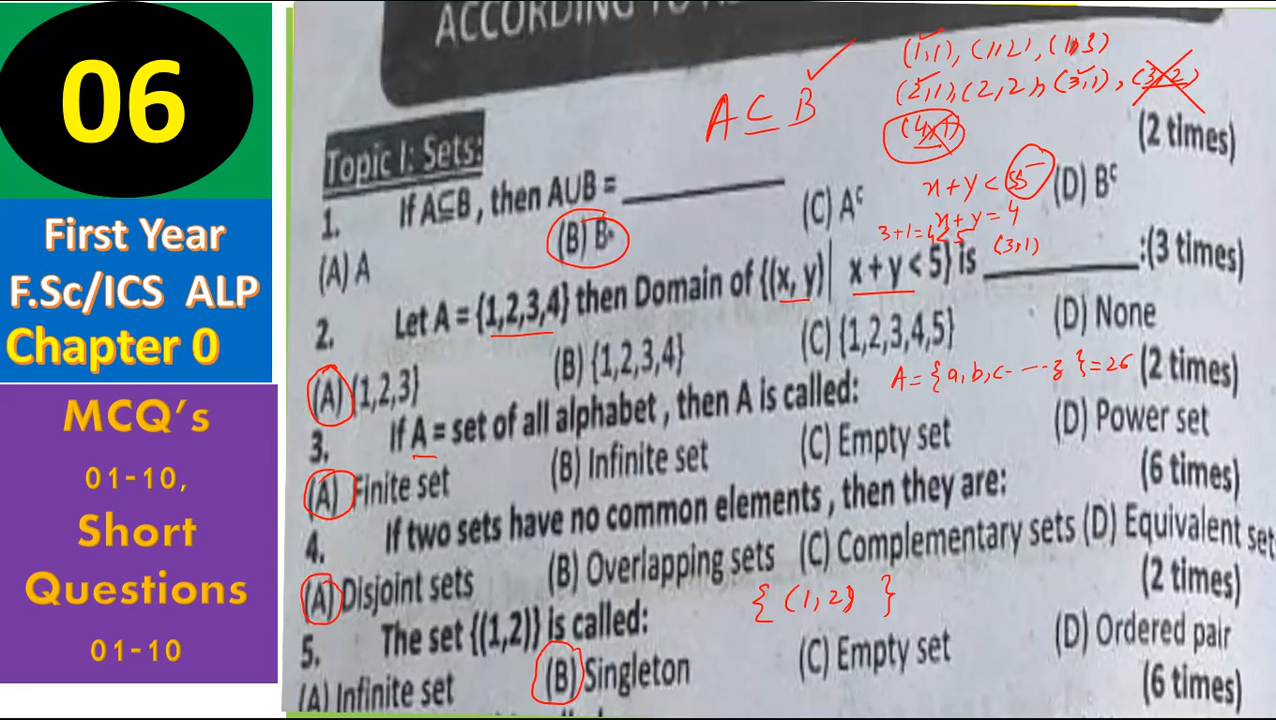 06
First Year
F.Sc/ICS ALP
Chapter 0
MCQ's
01-10,
Short
Questions
01-10
ACCORDING TO
A ⊆ B ✓
(1,1), (1,2), (1,3)
(2,1), (2,2), (3,1), (3,2)
Topic I: Sets:
(2 times)
1. If A⊆B, then A∪B = ________
(A) A (B) B (C) Aᶜ (D) Bᶜ
x+y <
x+y = 4
3+1=4<5 (3,1)
2. Let A = {1,2,3,4} then Domain of {(x, y)| x + y < 5} is ________:(3 times)
(A) {1,2,3} (B) {1,2,3,4} (C) {1,2,3,4,5} (D) None
A = {a,b,c- ---z } = 26 (2 times)
3. If A = set of all alphabet, then A is called:
(A) Finite set (B) Infinite set (C) Empty set (D) Power set
(6 times)
4. If two sets have no common elements, then they are:
(A) Disjoint sets (B) Overlapping sets (C) Complementary sets (D) Equivalent set
{ (1,2) }
(2 times)
5. The set {(1,2)} is called:
(A) Infinite set (B) Singleton (C) Empty set (D) Ordered pair
(6 times)